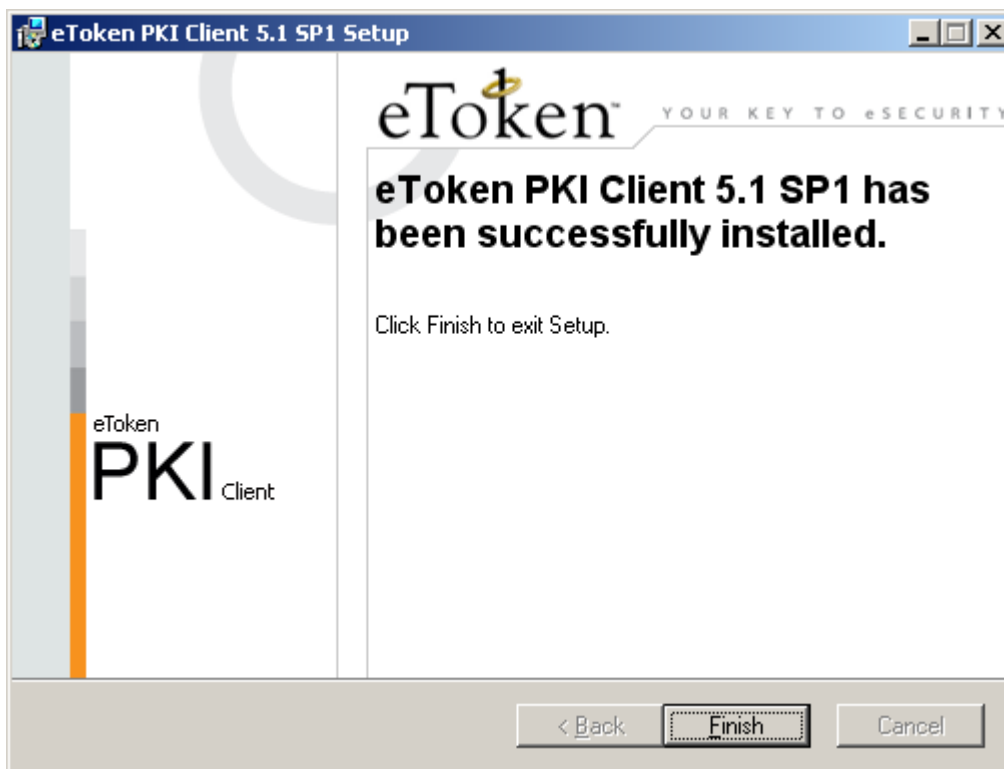 eToken PKI Client 5.1 SP1 Setup
eToken™
YOUR KEY TO eSECURITY
eToken PKI Client 5.1 SP1 has
been successfully installed.
Click Finish to exit Setup.
eToken
PKI Client
< Back
Finish
Cancel